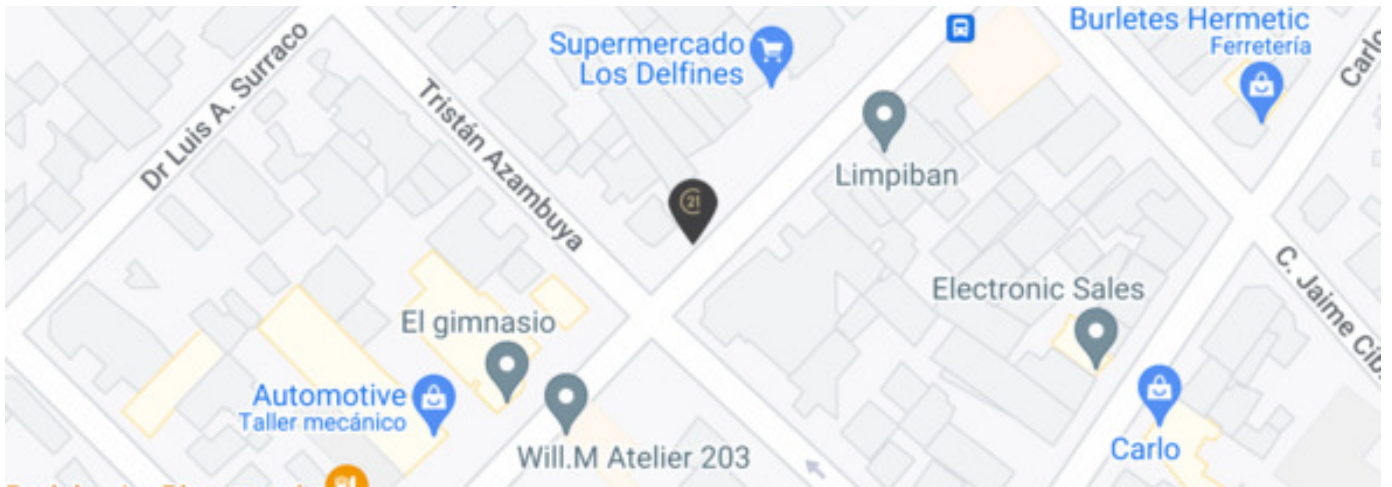 Dr Luis A. Surraco
Tristán Azambuya
Supermercado
Los Delfines
Burletes Hermetic
Ferretería
Carlo
21
Limpiban
Electronic Sales
C. Jaime
El gimnasio
Automotive
Taller mecánico
Will.M Atelier 203
Carlo